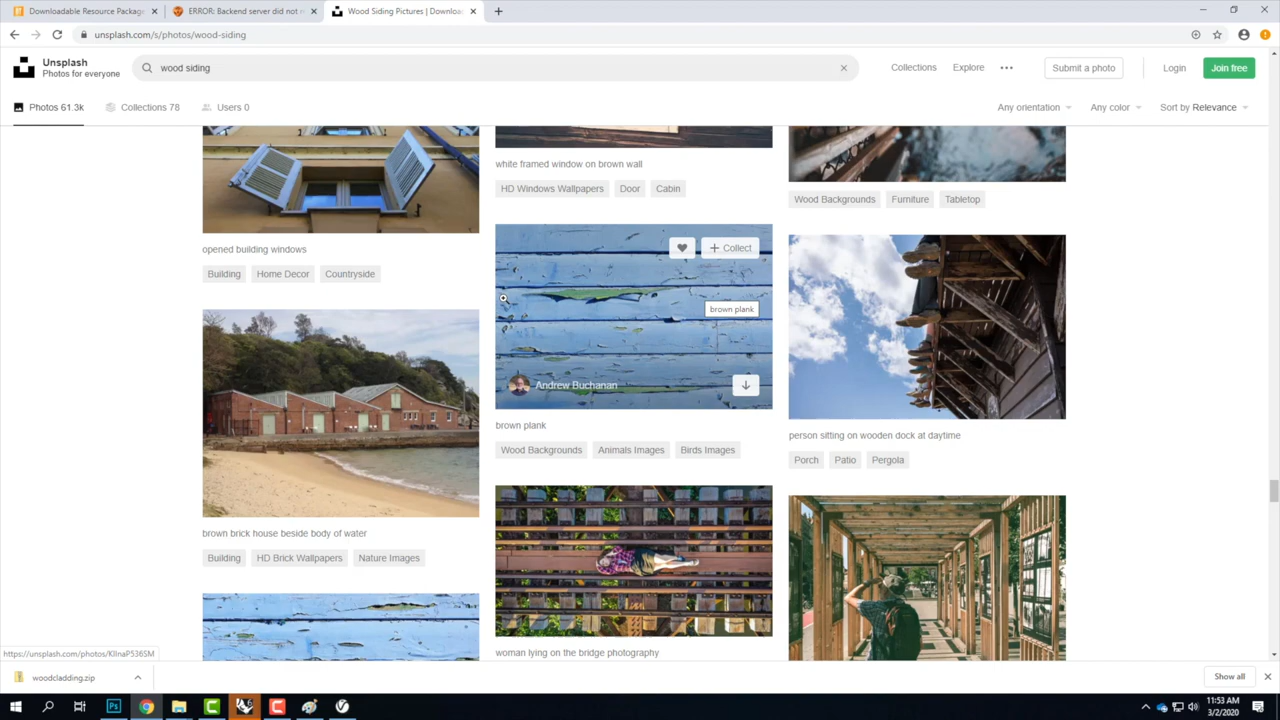 Downloadable Resource Package
ERROR: Backend server did not r
Wood Siding Pictures | Downloa
unsplash.com/s/photos/wood-siding
Unsplash
Photos for everyone
wood siding
Collections
Explore
Submit a photo
Login
Join free
Photos 61.3k
Collections 78
Users 0
Any orientation
Any color
Sort by Relevance
white framed window on brown wall
HD Windows Wallpapers
Door
Cabin
Wood Backgrounds
Furniture
Tabletop
opened building windows
Building
Home Decor
Countryside
Collect
brown plank
Andrew Buchanan
brown plank
Wood Backgrounds
Animals Images
Birds Images
person sitting on wooden dock at daytime
Porch
Patio
Pergola
brown brick house beside body of water
Building
HD Brick Wallpapers
Nature Images
woman lying on the bridge photography
woodcladding.zip
Show all
Ps
11:53 AM
3/2/2020